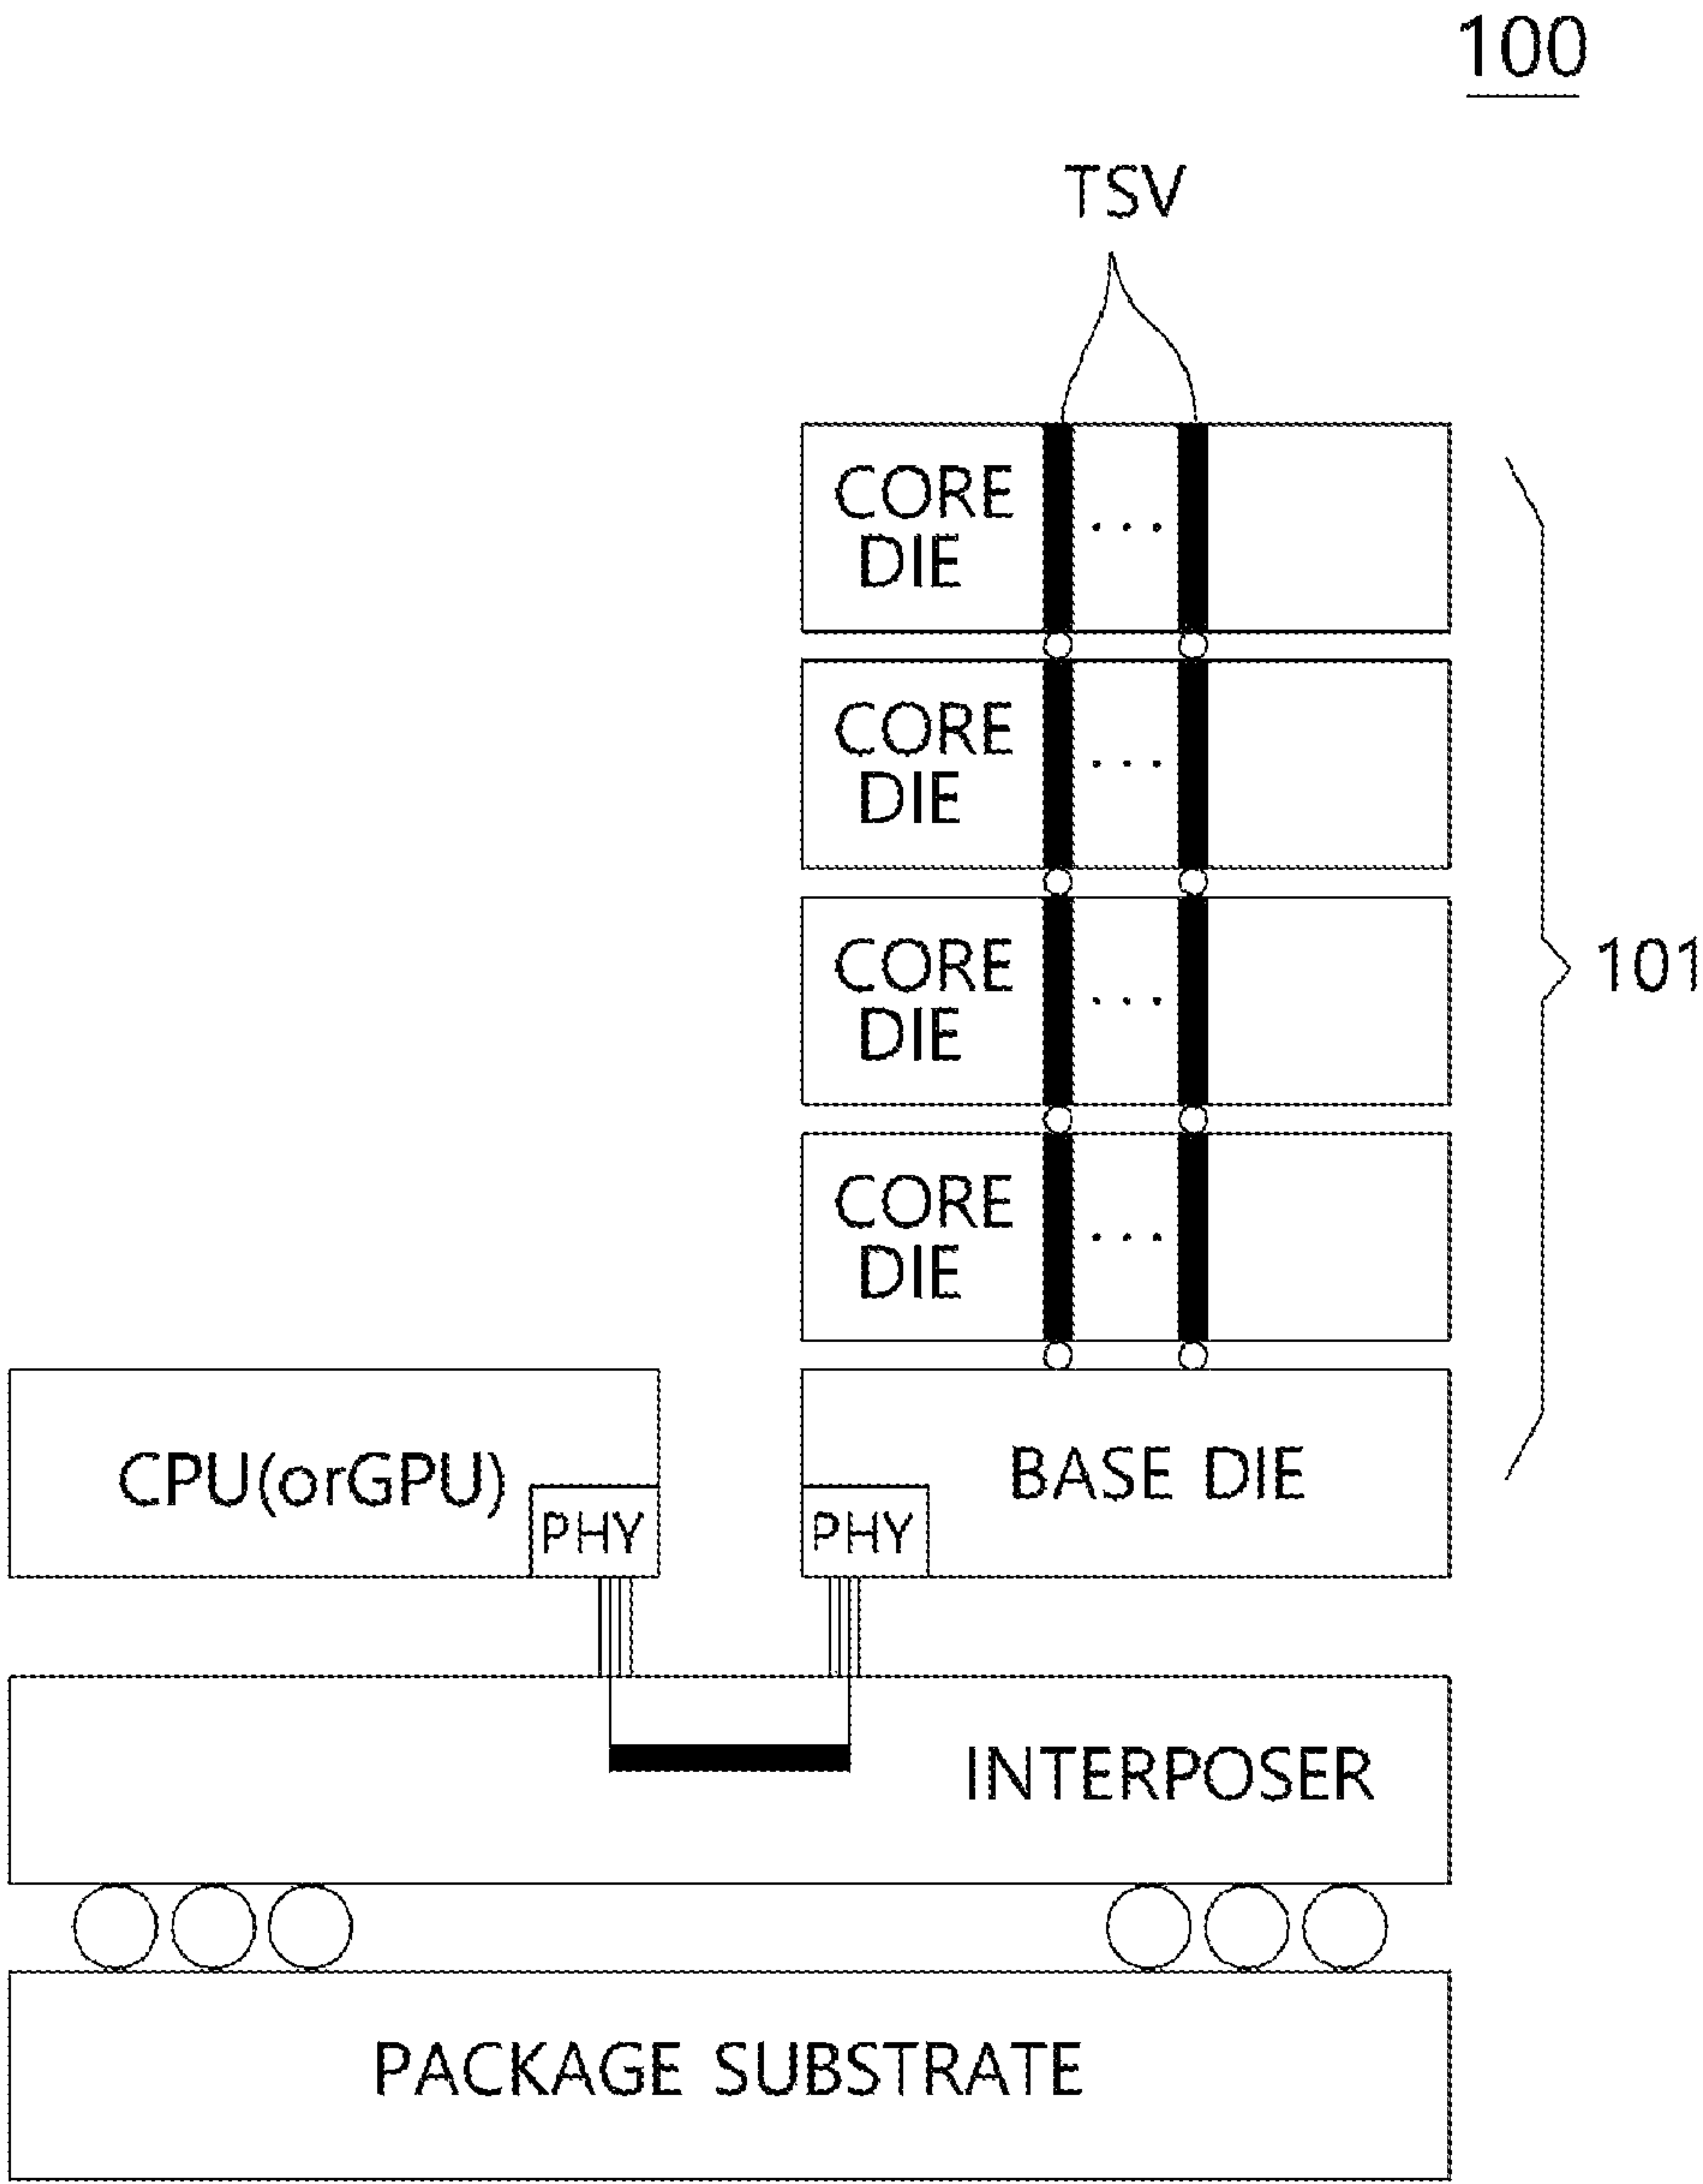 100
TSV
CORE
DIE
CORE
DIE
CORE
DIE
101
CORE
DIE
CPU(orGPU)
PHY
PHY
BASE DIE
INTERPOSER
PACKAGE SUBSTRATE